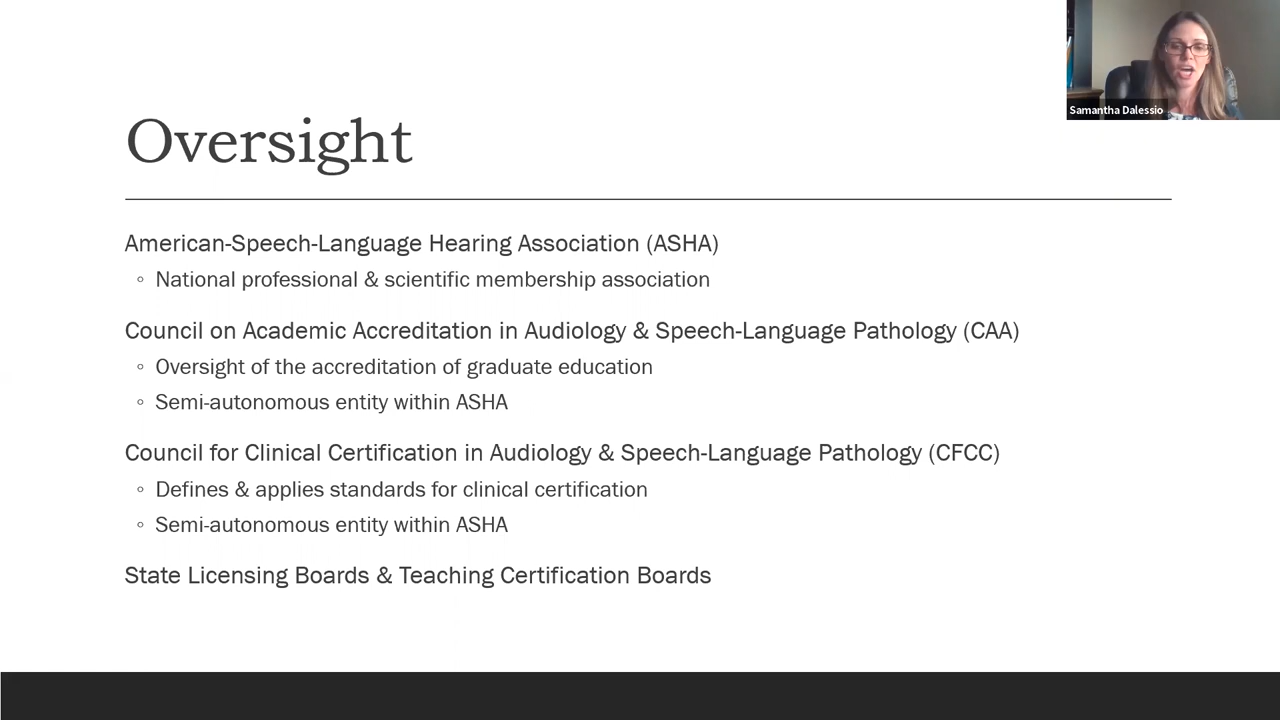 Samantha Dalessio
Oversight
American-Speech-Language Hearing Association (ASHA)
◦ National professional & scientific membership association
Council on Academic Accreditation in Audiology & Speech-Language Pathology (CAA)
◦ Oversight of the accreditation of graduate education
◦ Semi-autonomous entity within ASHA
Council for Clinical Certification in Audiology & Speech-Language Pathology (CFCC)
◦ Defines & applies standards for clinical certification
◦ Semi-autonomous entity within ASHA
State Licensing Boards & Teaching Certification Boards